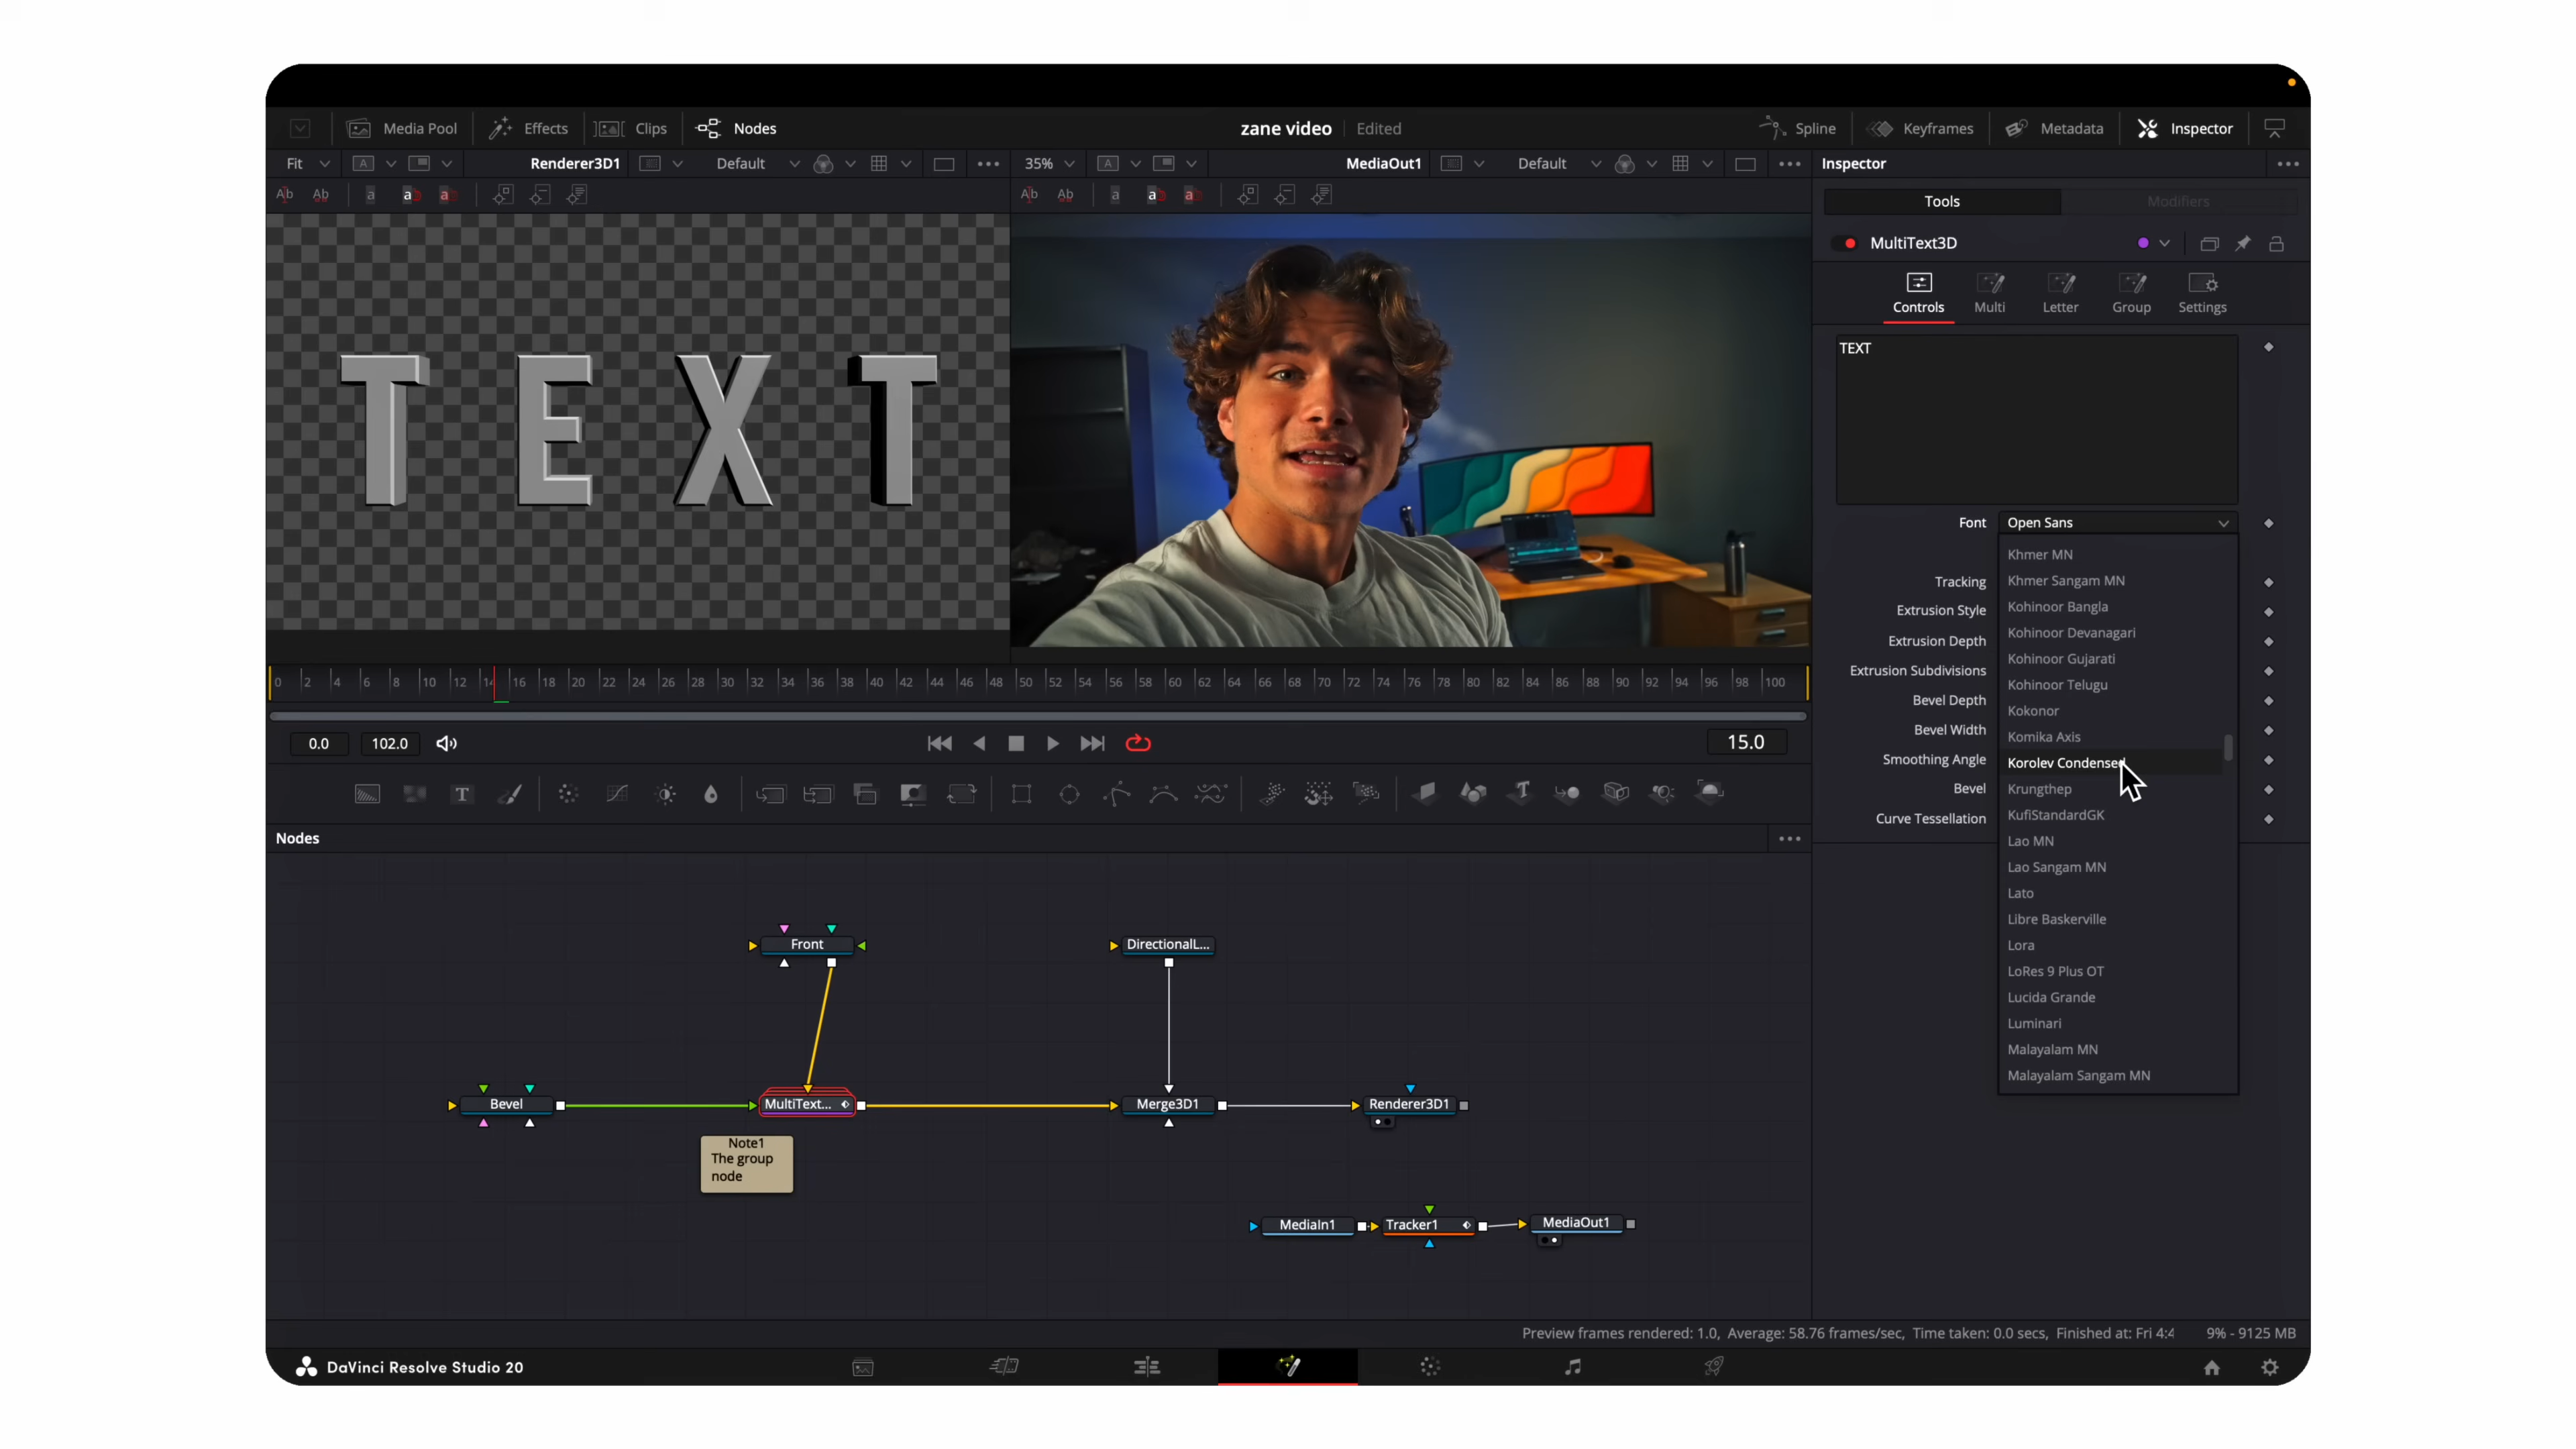 Media Pool
Effects
Clips
Nodes
zane video
Edited
Spline
Keyframes
Metadata
Inspector
Fit
Renderer3D1
Default
35%
MediaOut1
Default
Inspector
Tools
Modifiers
MultiText3D
Controls
Multi
Letter
Group
Settings
TEXT
T E X T
Font
Open Sans
Khmer MN
Khmer Sangam MN
Kohinoor Bangla
Kohinoor Devanagari
Kohinoor Gujarati
Kohinoor Telugu
Kokonor
Komika Axis
Korolev Condensed
Krungthep
KufiStandardGK
Lao MN
Lao Sangam MN
Lato
Libre Baskerville
Lora
LoRes 9 Plus OT
Lucida Grande
Luminari
Malayalam MN
Malayalam Sangam MN
Tracking
Extrusion Style
Extrusion Depth
Extrusion Subdivisions
Bevel Depth
Bevel Width
Smoothing Angle
Bevel
Curve Tessellation
0 2 4 6 8 10 12 14 16 18 20 22 24 26 28 30 32 34 36 38 40 42 44 46 48 50 52 54 56 58 60 62 64 66 68 70 72 74 76 78 80 82 84 86 88 90 92 94 96 98 100
0.0
102.0
15.0
Nodes
Front
DirectionalL...
Bevel
MultiText...
Merge3D1
Renderer3D1
Note1
The group
node
MediaIn1
Tracker1
MediaOut1
Preview frames rendered: 1.0, Average: 58.76 frames/sec, Time taken: 0.0 secs, Finished at: Fri 4:4
9% - 9125 MB
DaVinci Resolve Studio 20